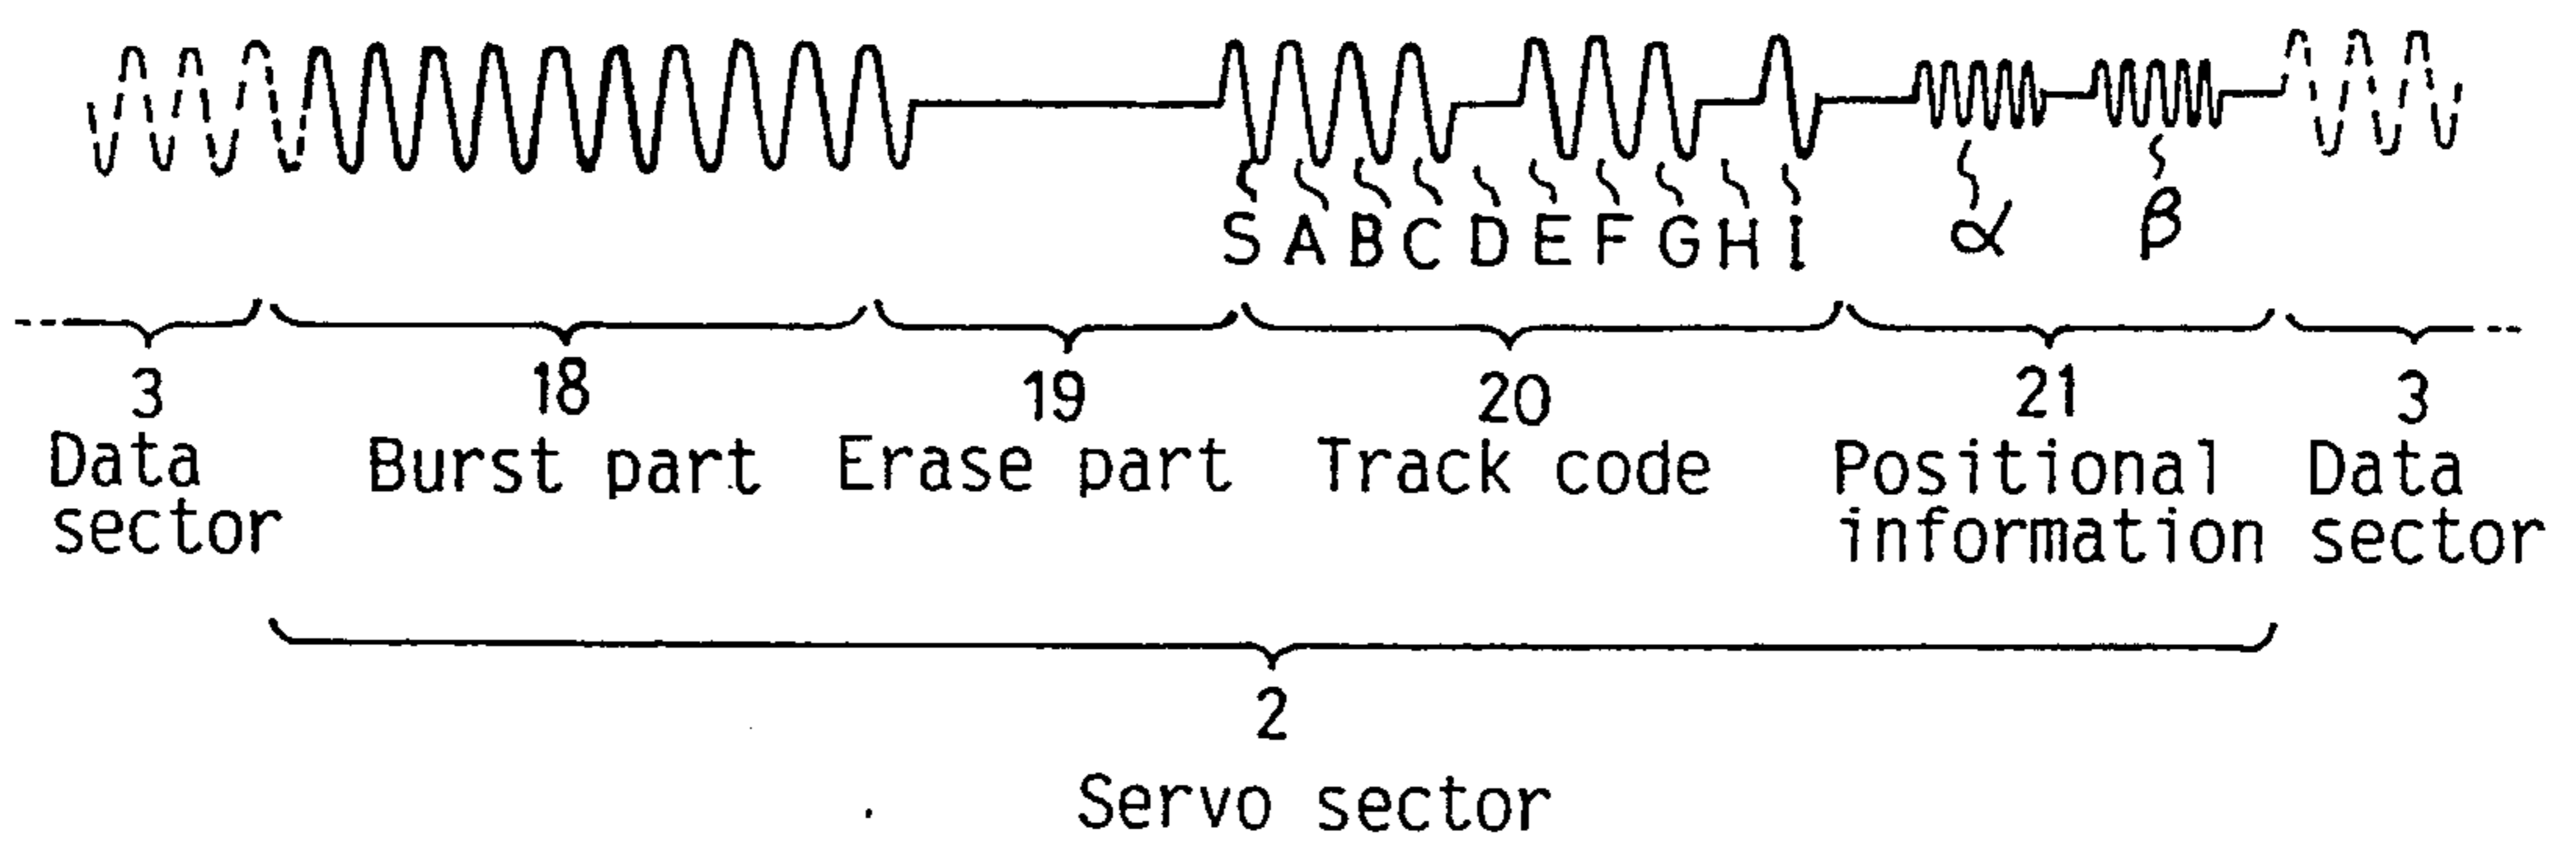 S A B C D E F G H I α β
3 18 19 20 21 3
Data sector Burst part Erase part Track code Positional information Data sector
2
Servo sector